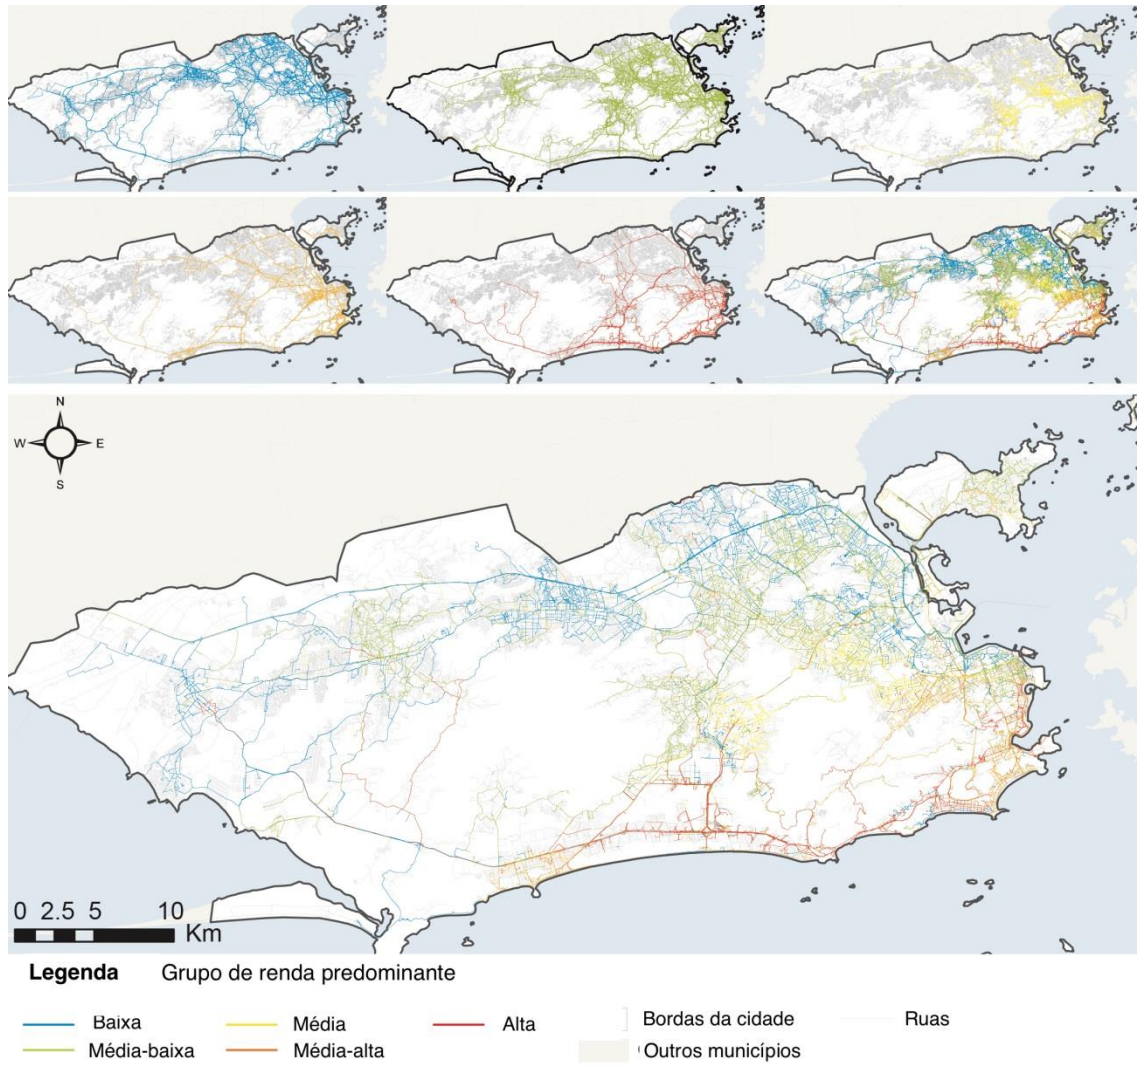 N
W E
S
0 2.5 5 10
Km
Legenda Grupo de renda predominante
Baixa Média Alta Bordas da cidade Ruas
Média-baixa Média-alta Outros municípios